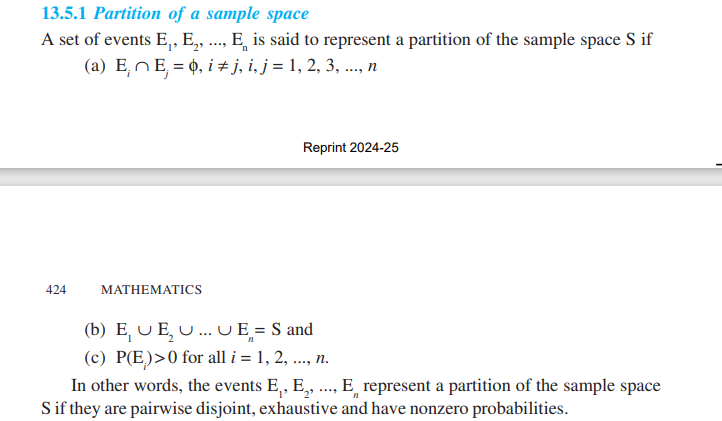 13.5.1 Partition of a sample space
A set of events E₁, E₂, ..., Eₙ is said to represent a partition of the sample space S if
(a) Eᵢ ∩ Eⱼ = ϕ, i ≠ j, i, j = 1, 2, 3, ..., n
Reprint 2024-25
424 MATHEMATICS
(b) E₁ ∪ E₂ ∪ ... ∪ Eₙ = S and
(c) P(Eᵢ) > 0 for all i = 1, 2, ..., n.
In other words, the events E₁, E₂, ..., Eₙ represent a partition of the sample space
S if they are pairwise disjoint, exhaustive and have nonzero probabilities.